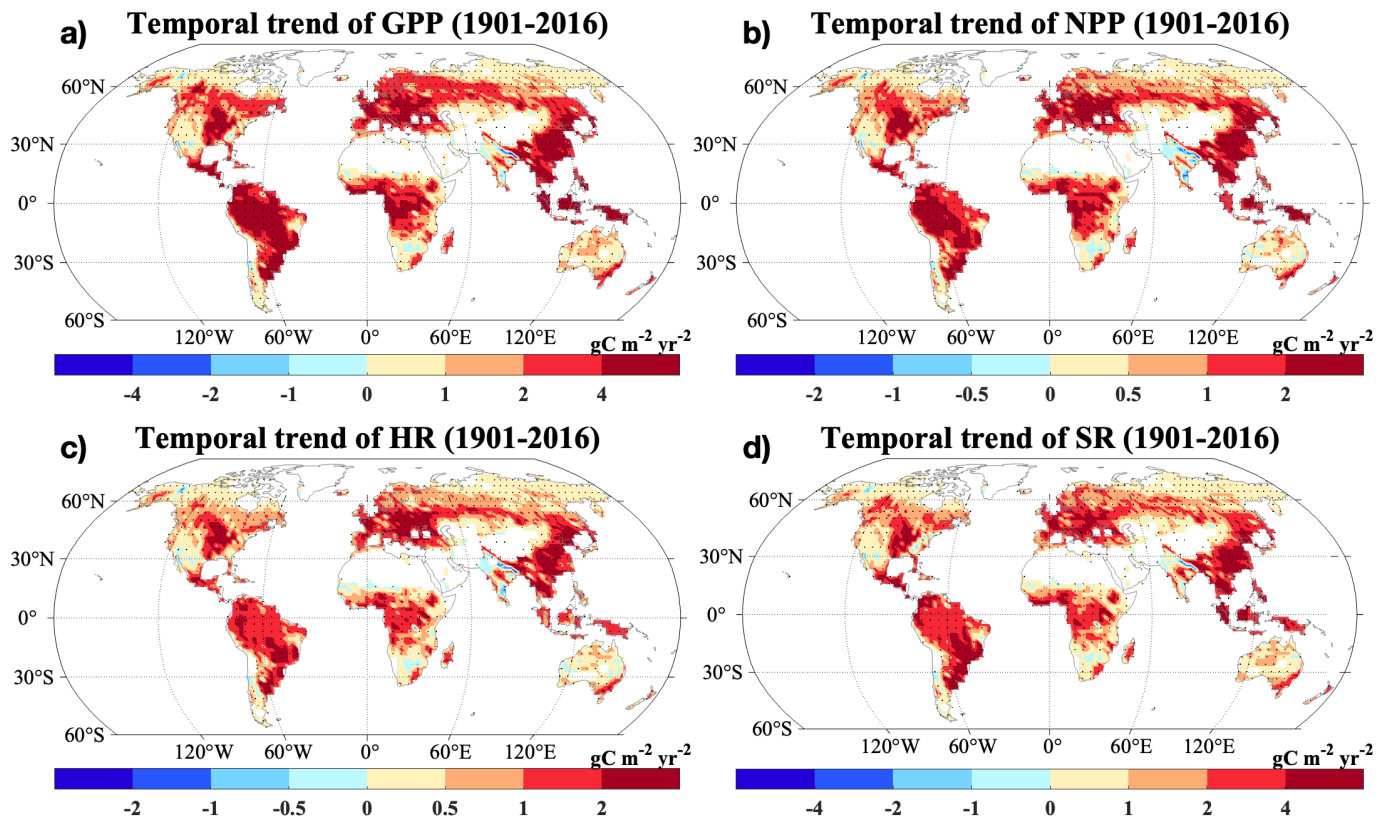 a) Temporal trend of GPP (1901-2016)
60°N
30°N
0°
30°S
60°S
120°W 60°W 0° 60°E 120°E
gC m⁻² yr⁻²
-4 -2 -1 0 1 2 4
b) Temporal trend of NPP (1901-2016)
60°N
30°N
0°
30°S
60°S
120°W 60°W 0° 60°E 120°E
gC m⁻² yr⁻²
-2 -1 -0.5 0 0.5 1 2
c) Temporal trend of HR (1901-2016)
60°N
30°N
0°
30°S
60°S
120°W 60°W 0° 60°E 120°E
gC m⁻² yr⁻²
-2 -1 -0.5 0 0.5 1 2
d) Temporal trend of SR (1901-2016)
60°N
30°N
0°
30°S
60°S
120°W 60°W 0° 60°E 120°E
gC m⁻² yr⁻²
-4 -2 -1 0 1 2 4